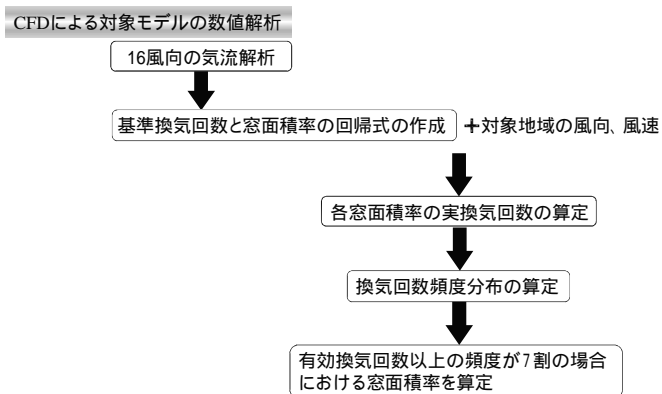 CFDによる対象モデルの数値解析
16風向の気流解析
基準換気回数と窓面積率の回帰式の作成 +対象地域の風向、風速
各窓面積率の実換気回数の算定
換気回数頻度分布の算定
有効換気回数以上の頻度が7割の場合
における窓面積率を算定